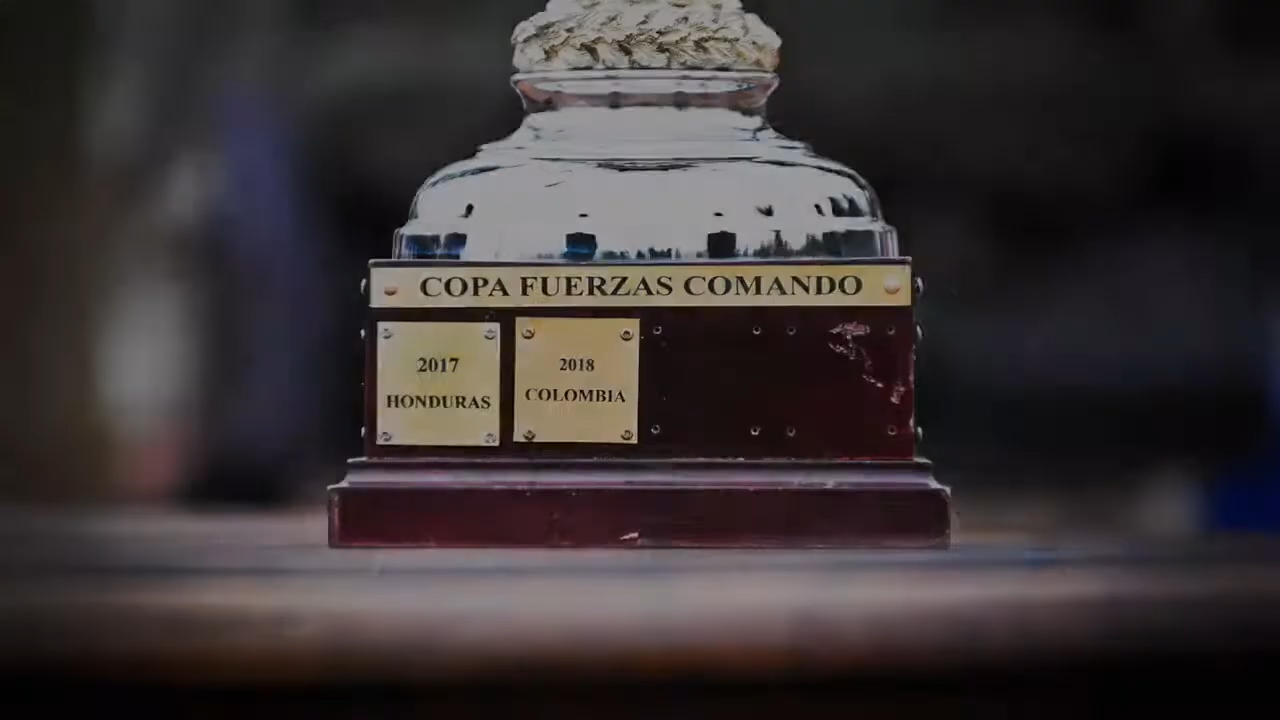 COPA FUERZAS COMANDO
2017
HONDURAS
2018
COLOMBIA